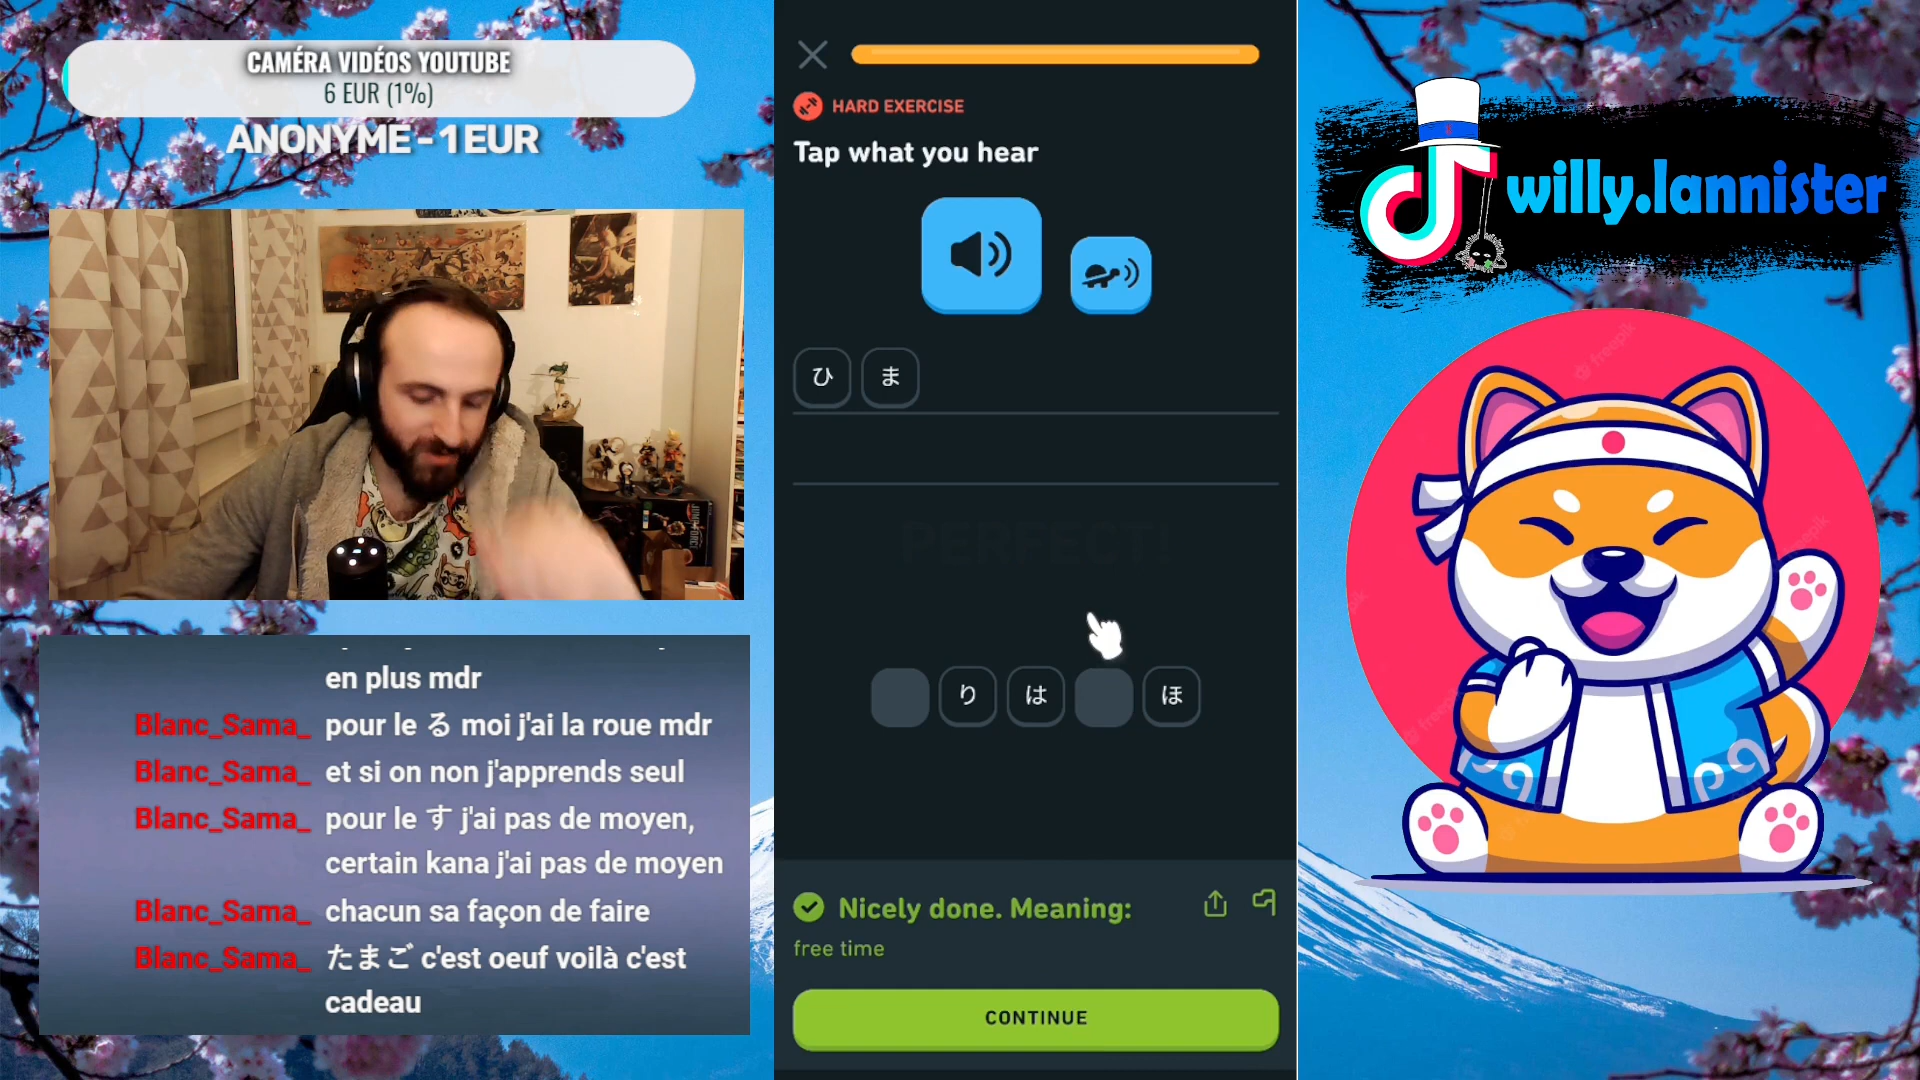 CAMÉRA VIDÉOS YOUTUBE
6 EUR (1%)
ANONYME - 1 EUR
en plus mdr
Blanc_Sama_ pour le る moi j'ai la roue mdr
Blanc_Sama_ et si on non j'apprends seul
Blanc_Sama_ pour le す j'ai pas de moyen,
certain kana j'ai pas de moyen
Blanc_Sama_ chacun sa façon de faire
Blanc_Sama_ たまご c'est oeuf voilà c'est
cadeau
HARD EXERCISE
Tap what you hear
ひ ま
PERFECT!
り は ほ
Nicely done. Meaning:
free time
CONTINUE
willy.lannister